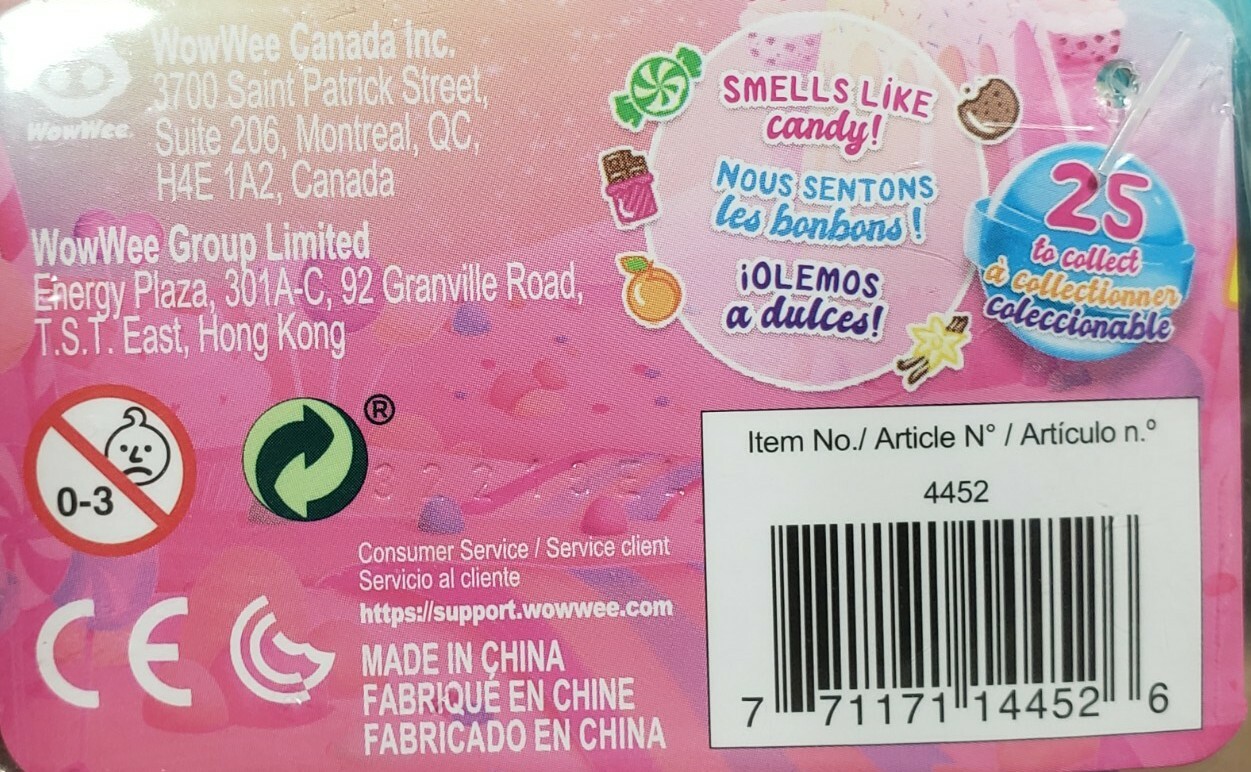 WowWee Canada Inc.
3700 Saint Patrick Street,
Suite 206, Montreal, QC,
H4E 1A2, Canada
WowWee.
WowWee Group Limited
Energy Plaza, 301A-C, 92 Granville Road,
T.S.T. East, Hong Kong
SMELLS LIKE
candy!
NOUS SENTONS
les bonbons !
¡OLEMOS
a dulces!
25
to collect
à collectionner
coleccionable
0-3
®
Consumer Service / Service client
Servicio al cliente
https://support.wowwee.com
MADE IN CHINA
FABRIQUÉ EN CHINE
FABRICADO EN CHINA
CE
Item No./ Article N° / Artículo n.º
4452
7 71171 14452 6